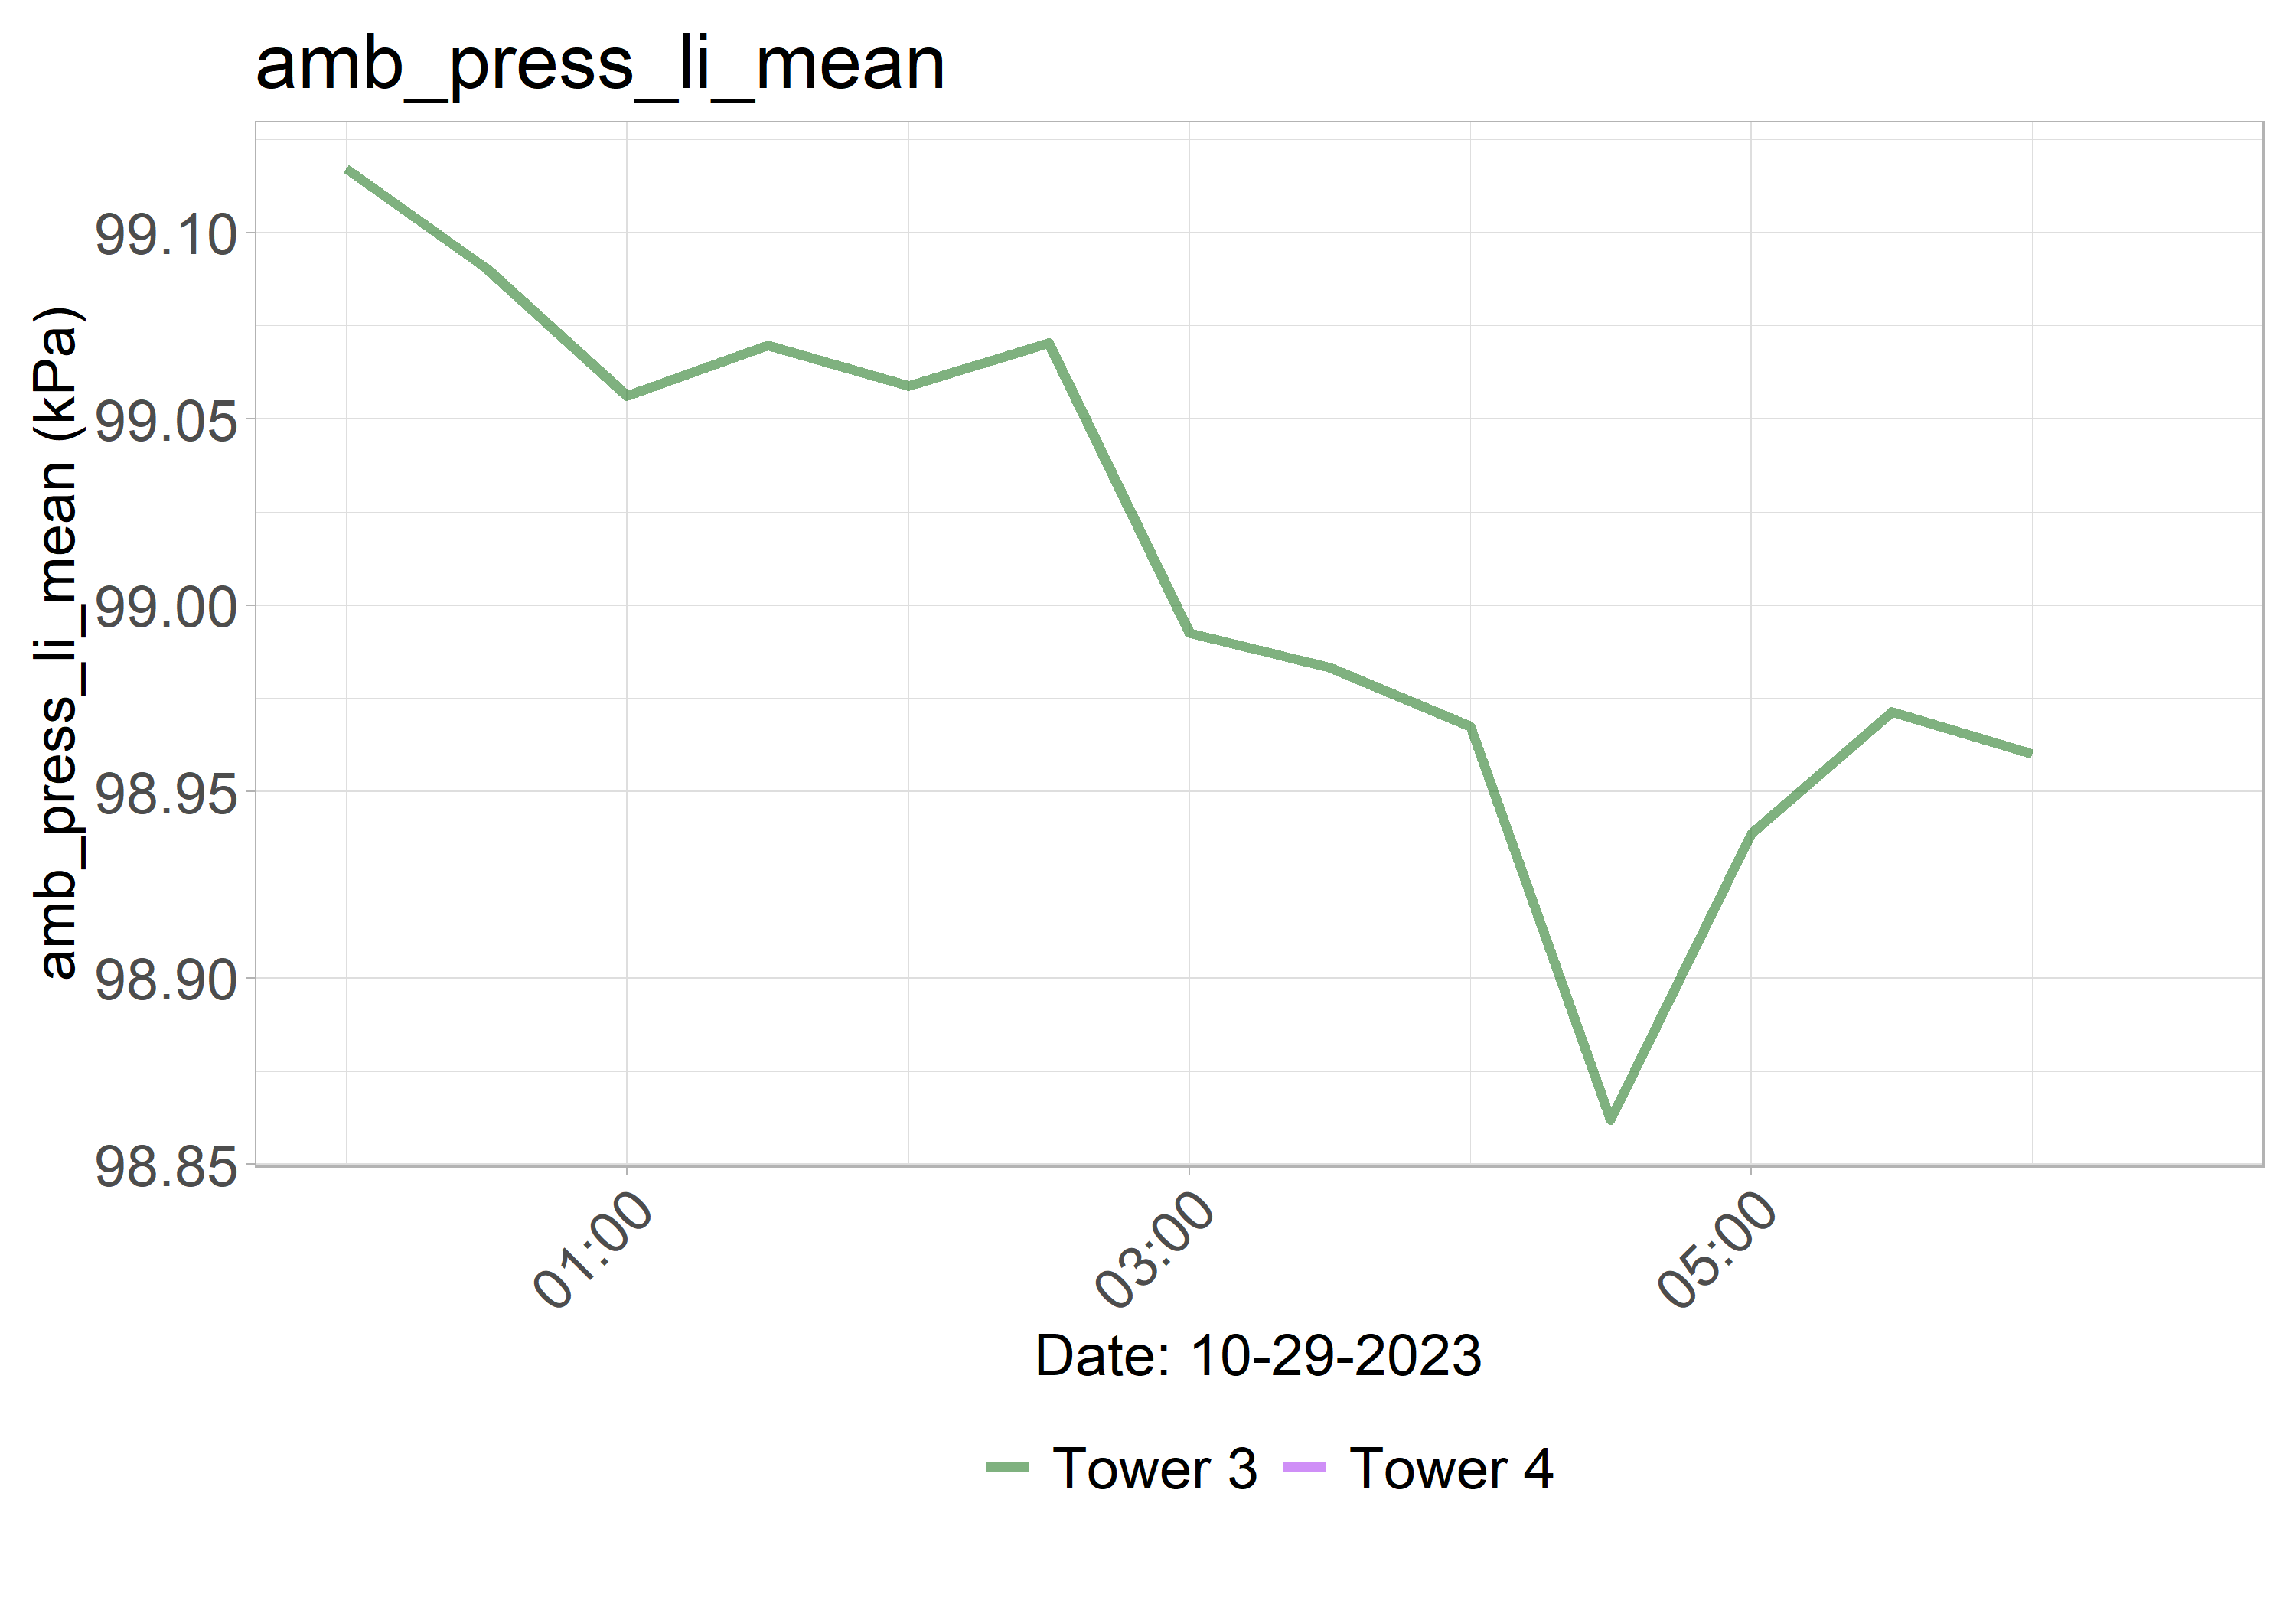 amb_press_li_mean
amb_press_li_mean (kPa)
99.10
99.05
99.00
98.95
98.90
98.85
01:00
03:00
05:00
Date: 10-29-2023
Tower 3
Tower 4